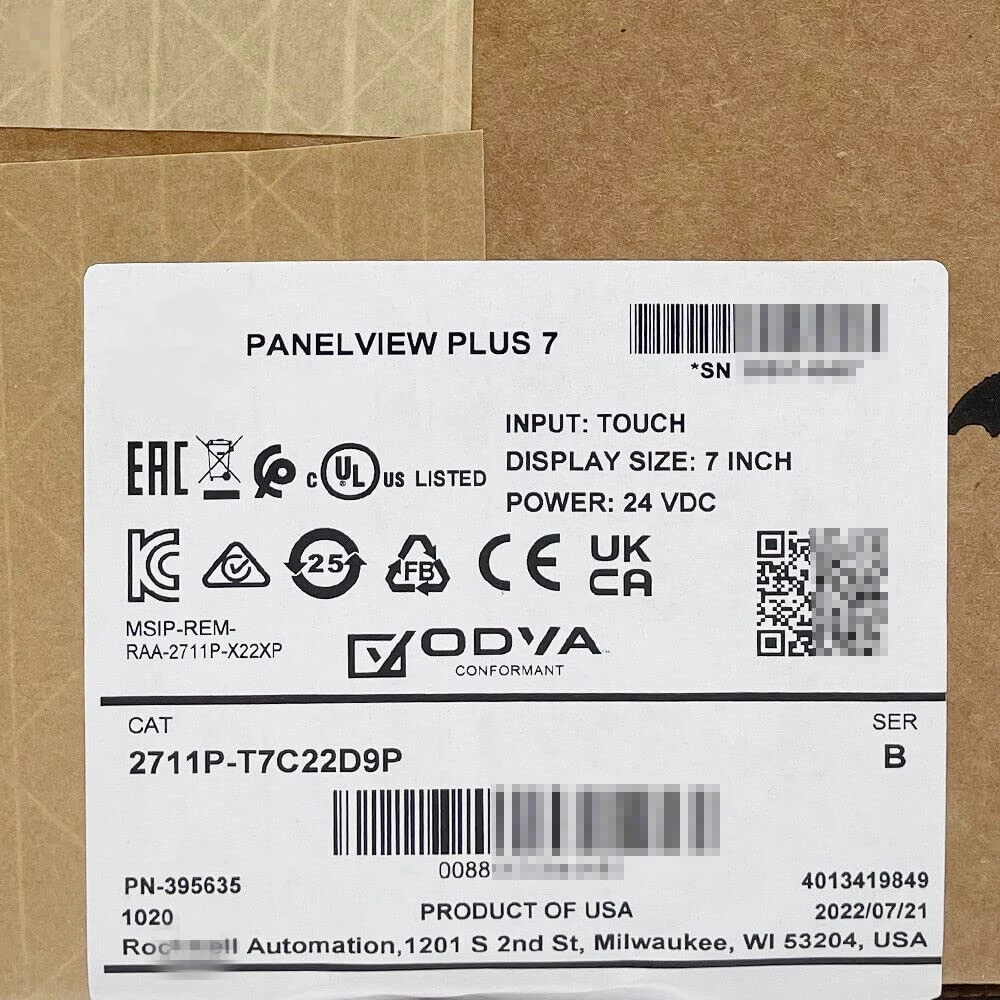 PANELVIEW PLUS 7
*SN
INPUT: TOUCH
DISPLAY SIZE: 7 INCH
POWER: 24 VDC
EAC
C UL US LISTED
KC
25
FB
CE
UK
CA
MSIP-REM-
RAA-2711P-X22XP
ODVA
CONFORMANT
CAT
SER
2711P-T7C22D9P
B
0088
PN-395635
4013419849
1020
PRODUCT OF USA
2022/07/21
Automation,1201 S 2nd St, Milwaukee, WI 53204, USA